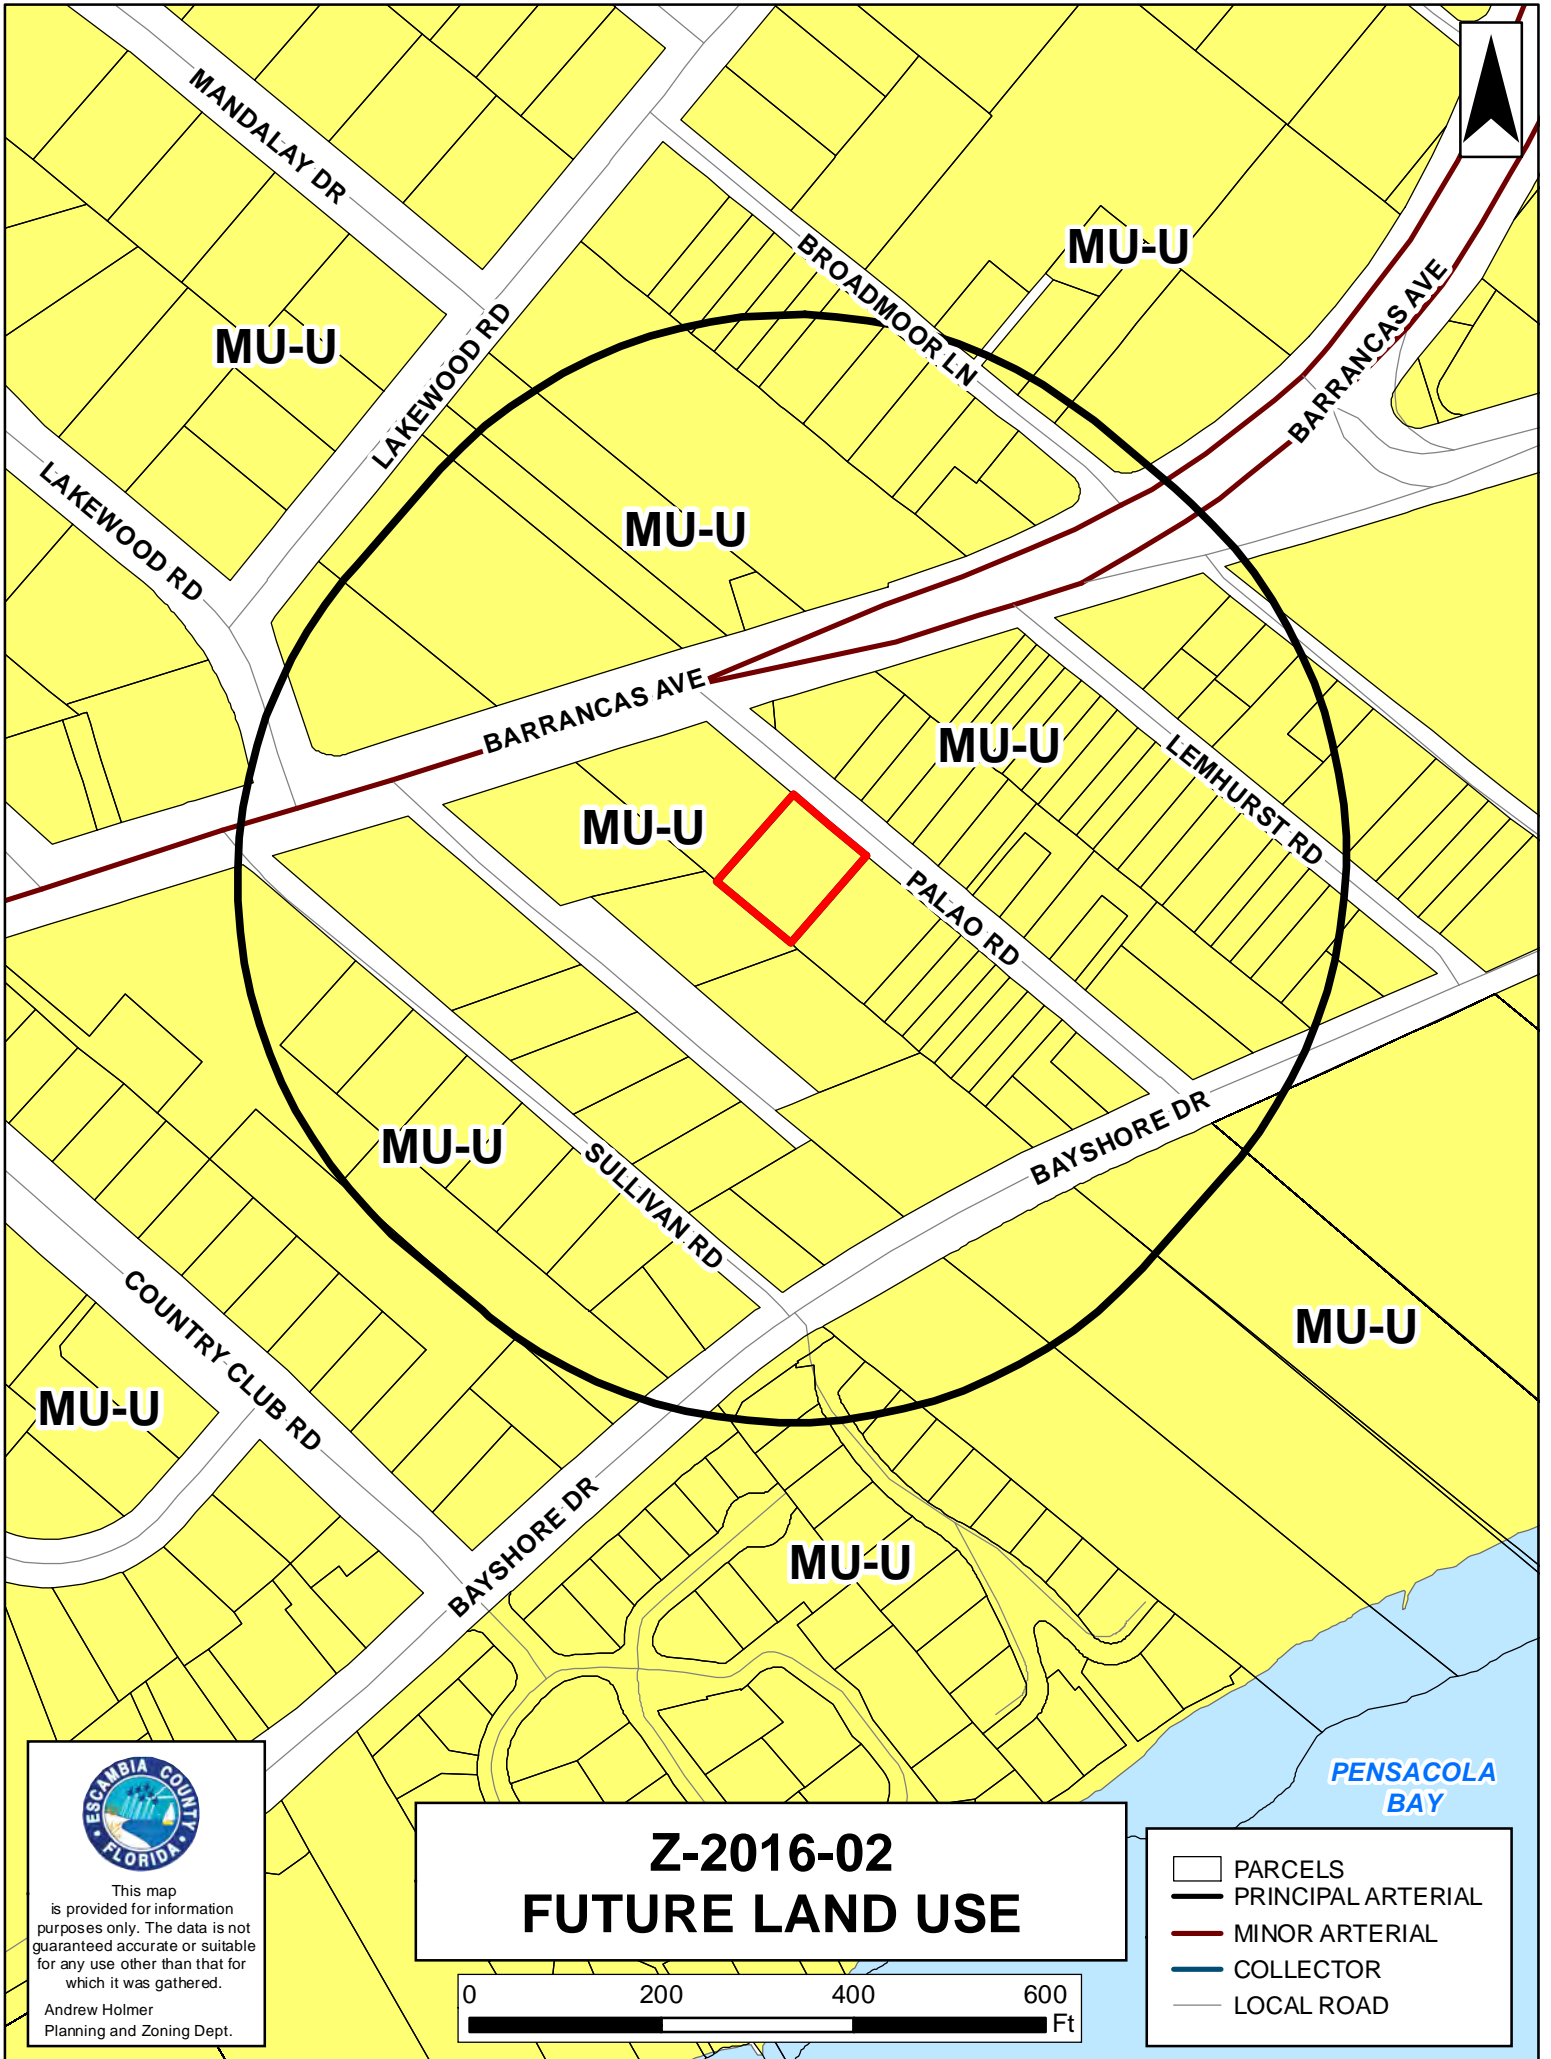 MANDALAY DR
BROADMOOR LN
MU-U
BARRANCAS AVE
MU-U
LAKEWOOD RD
LAKEWOOD RD
MU-U
BARRANCAS AVE
MU-U
LEMHURST RD
MU-U
PALAO RD
MU-U
SULLIVAN RD
BAYSHORE DR
COUNTRY CLUB RD
MU-U
MU-U
BAYSHORE DR
MU-U
PENSACOLA
BAY
ESCAMBIA COUNTY
FLORIDA
This map
is provided for information
purposes only. The data is not
guaranteed accurate or suitable
for any use other than that for
which it was gathered.
Andrew Holmer
Planning and Zoning Dept.
Z-2016-02
FUTURE LAND USE
0 200 400 600
Ft
PARCELS
PRINCIPAL ARTERIAL
MINOR ARTERIAL
COLLECTOR
LOCAL ROAD